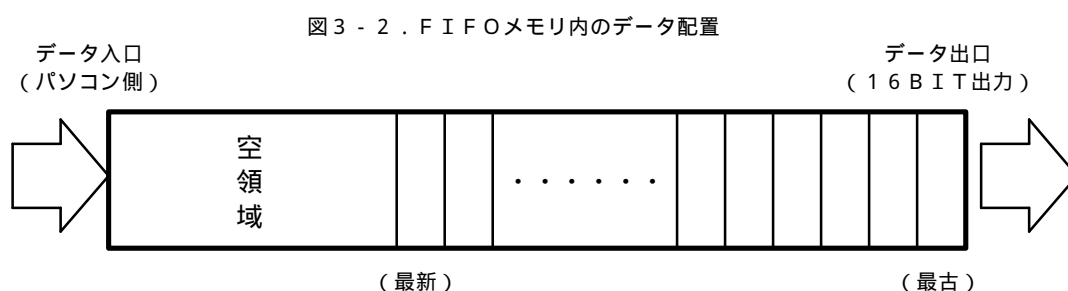 図3-2.FIFOメモリ内のデータ配置
データ入口
(パソコン側)
データ出口
(16BIT出力)
空
領
域
・・・・・・
(最新)
(最古)